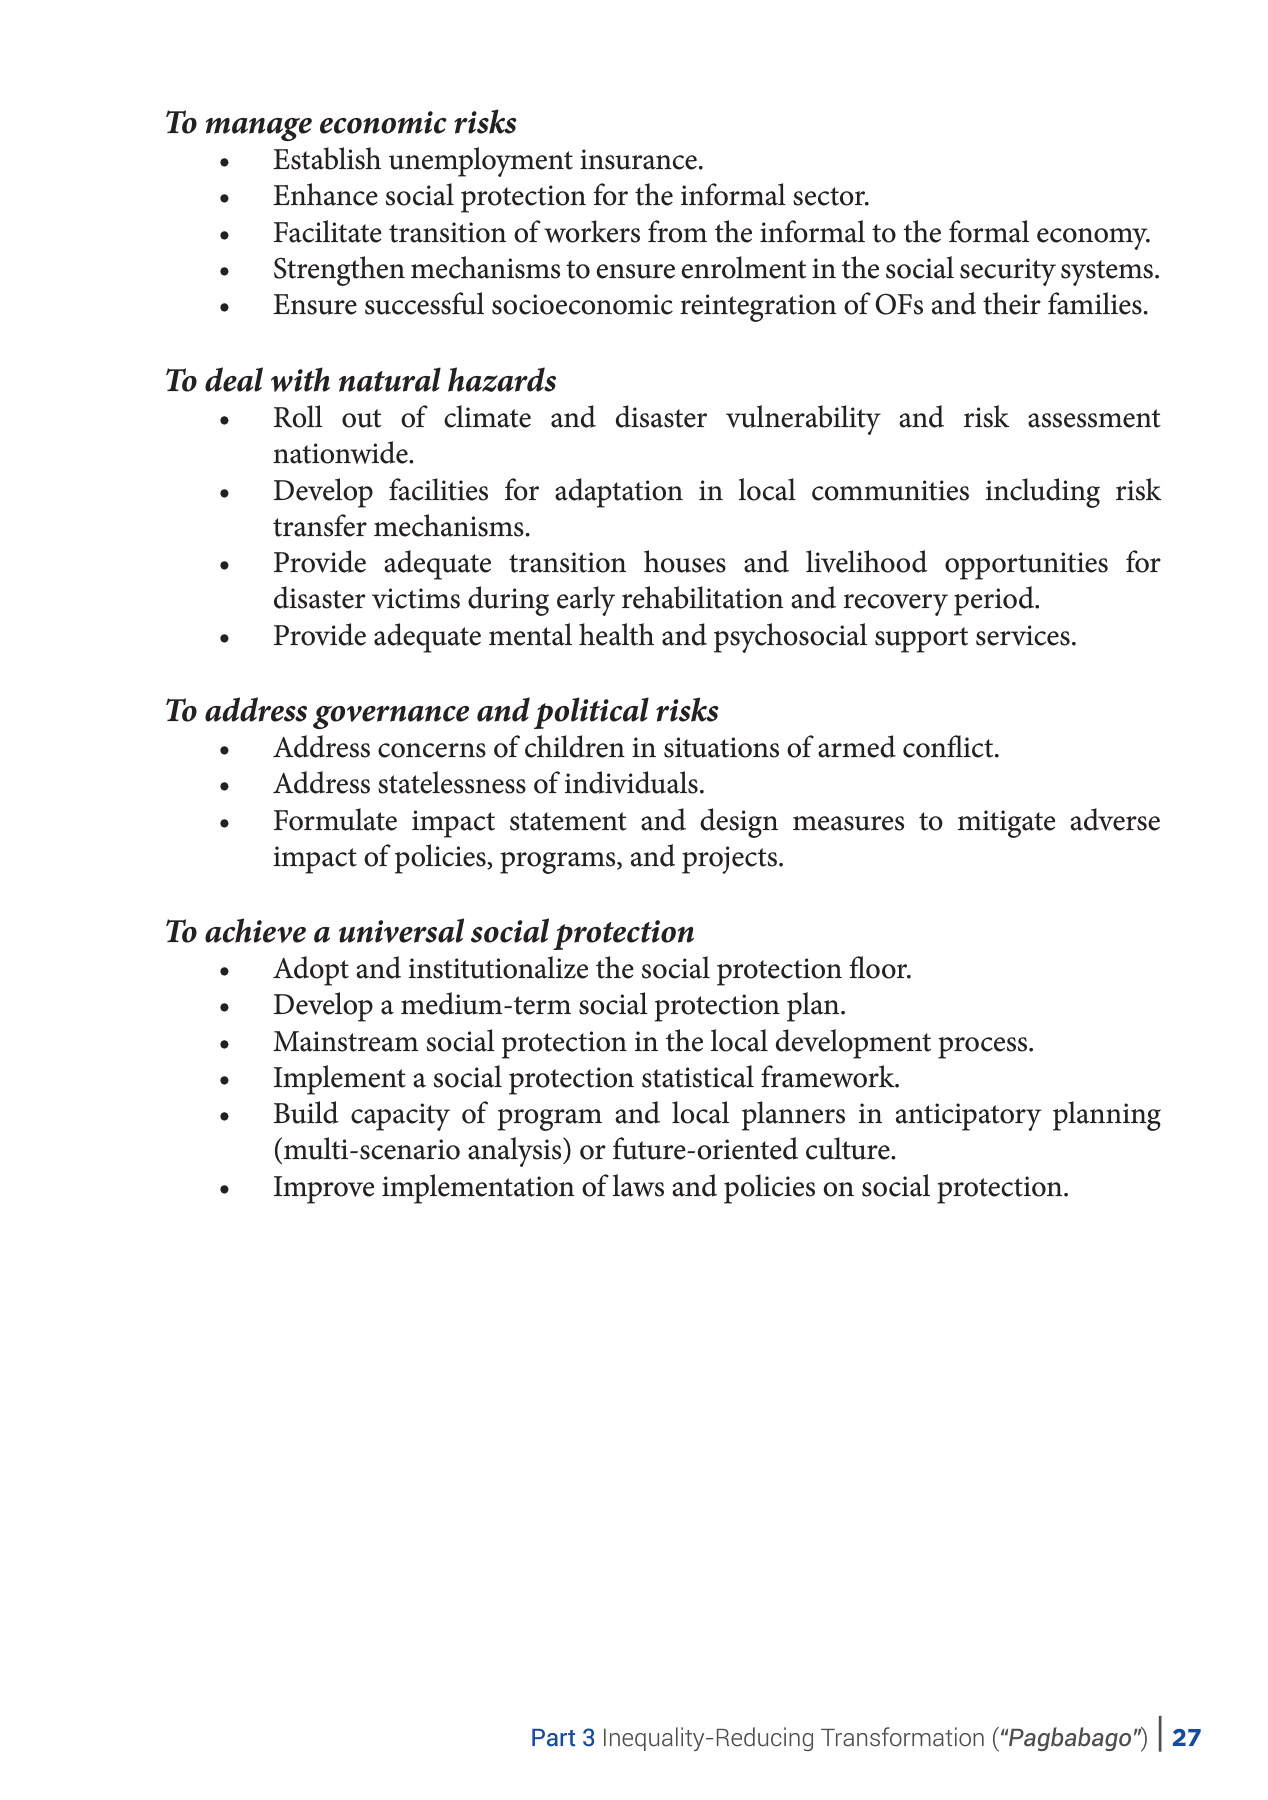 To manage economic risks
• Establish unemployment insurance.
• Enhance social protection for the informal sector.
• Facilitate transition of workers from the informal to the formal economy.
• Strengthen mechanisms to ensure enrolment in the social security systems.
• Ensure successful socioeconomic reintegration of OFs and their families.
To deal with natural hazards
• Roll out of climate and disaster vulnerability and risk assessment
nationwide.
• Develop facilities for adaptation in local communities including risk
transfer mechanisms.
• Provide adequate transition houses and livelihood opportunities for
disaster victims during early rehabilitation and recovery period.
• Provide adequate mental health and psychosocial support services.
To address governance and political risks
• Address concerns of children in situations of armed conflict.
• Address statelessness of individuals.
• Formulate impact statement and design measures to mitigate adverse
impact of policies, programs, and projects.
To achieve a universal social protection
• Adopt and institutionalize the social protection floor.
• Develop a medium-term social protection plan.
• Mainstream social protection in the local development process.
• Implement a social protection statistical framework.
• Build capacity of program and local planners in anticipatory planning
(multi-scenario analysis) or future-oriented culture.
• Improve implementation of laws and policies on social protection.
Part 3 Inequality-Reducing Transformation (“Pagbabago”) | 27